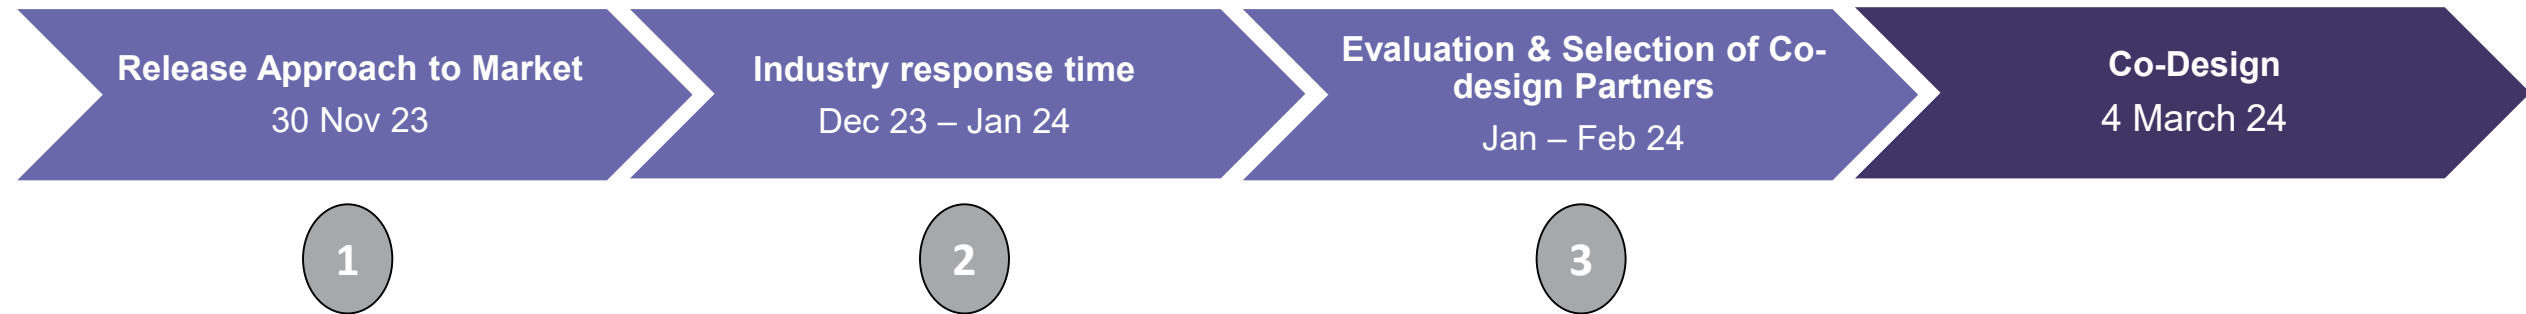 Release Approach to Market
30 Nov 23
Industry response time
Dec 23 – Jan 24
Evaluation & Selection of Co-
design Partners
Jan – Feb 24
Co-Design
4 March 24
1
2
3